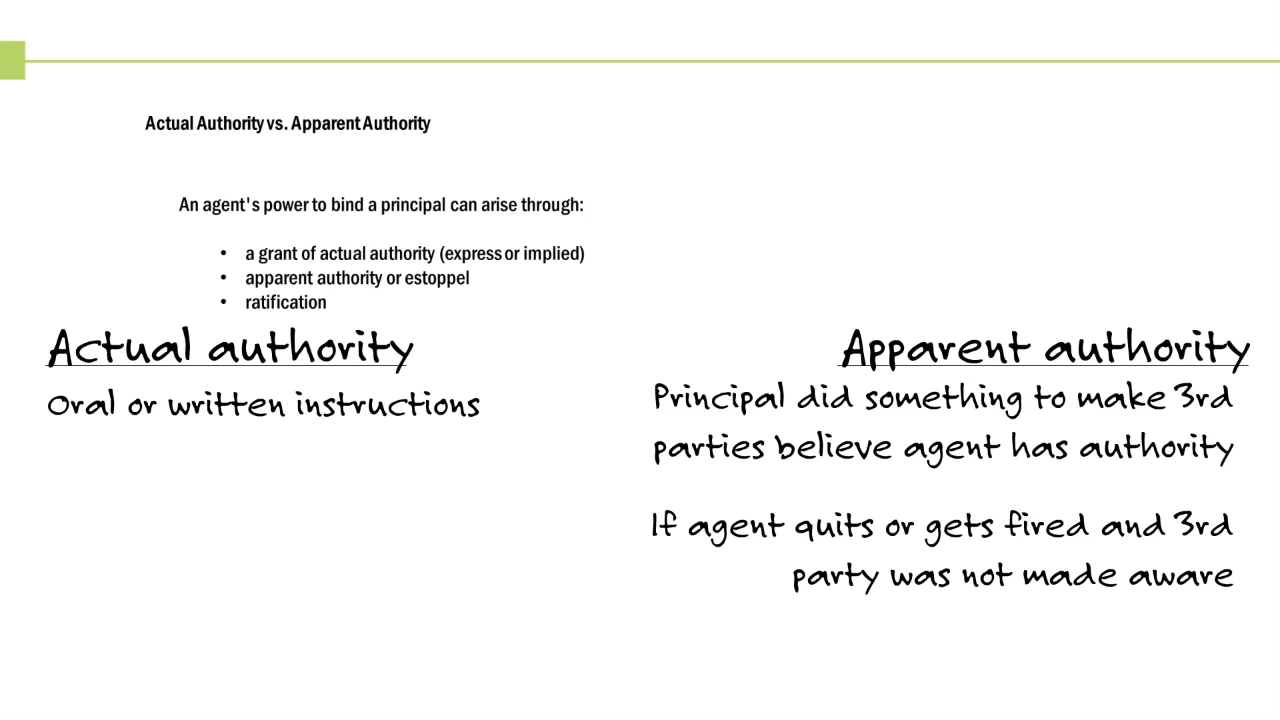 Actual Authority vs. Apparent Authority
An agent's power to bind a principal can arise through:
• a grant of actual authority (express or implied)
• apparent authority or estoppel
• ratification
Actual authority
Oral or written instructions
Apparent authority
Principal did something to make 3rd
parties believe agent has authority
If agent quits or gets fired and 3rd
party was not made aware